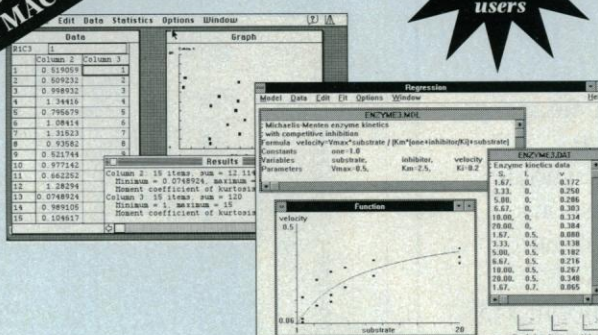 MAC
users
Edit Data Statistics Options Window
Data
R1C3 1
Column 2 Column 3
1 0.519059 1
2 0.509232 2
3 0.998932 3
4 1.34416 4
5 0.795679 5
6 1.08414 6
7 1.31523 7
8 0.93582 8
9 0.521744
10 0.977142
11 0.662252
12 1.28294
13 0.0748924
14 0.989105
15 0.104617
Graph
Results
Column 2 15 items, sum = 12.114
Minimum = 0.0748924, maximum =
Moment coefficient of kurtosis
Column 3 15 items, sum = 120
Minimum = 1, maximum = 15
Moment coefficient of kurtosis
Regression
Model Data Edit Fit Options Window He
ENZYME3.MDL
: Michaelis-Menten enzyme kinetics
: with competitive inhibition
Formula velocity=Vmax*substrate / (Km*(one+inhibitor/Ki)+substrate)
Constants one=1.0
Variables substrate, inhibitor, velocity
Parameters Vmax=0.5, Km=2.5, Ki=0.2
ENZYME3.DAT
: Enzyme kinetics data
: S, I, v
1.67, 0, 0.172
3.33, 0, 0.250
5.00, 0, 0.286
6.67, 0, 0.303
10.00, 0, 0.334
20.00, 0, 0.384
1.67, 0.5, 0.080
3.33, 0.5, 0.138
5.00, 0.5, 0.182
6.67, 0.5, 0.216
10.00, 0.5, 0.267
20.00, 0.5, 0.348
1.67, 0.7, 0.065
Function
velocity
0.5
0.06
1 substrate 20